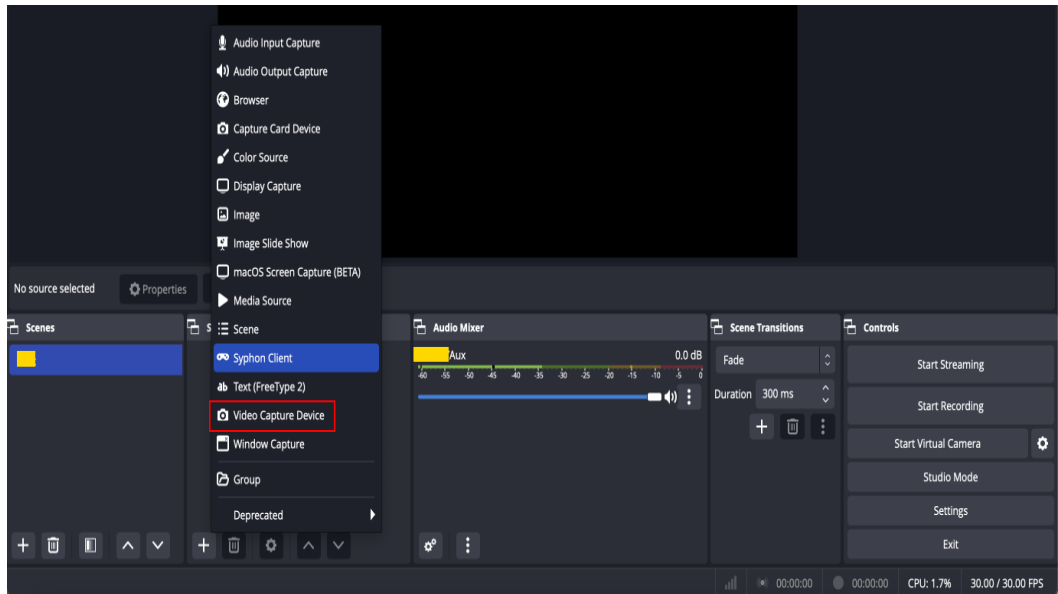 Audio Input Capture
Audio Output Capture
Browser
Capture Card Device
Color Source
Display Capture
Image
Image Slide Show
macOS Screen Capture (BETA)
Media Source
Scene
Syphon Client
ab Text (FreeType 2)
Video Capture Device
Window Capture
Group
Deprecated
No source selected
Properties
Scenes
S
Audio Mixer
Aux
0.0 dB
-60 -55 -50 -45 -40 -35 -30 -25 -20 -15 -10 -5 0
Scene Transitions
Fade
Duration 300 ms
Controls
Start Streaming
Start Recording
Start Virtual Camera
Studio Mode
Settings
Exit
00:00:00
00:00:00
CPU: 1.7%
30.00 / 30.00 FPS